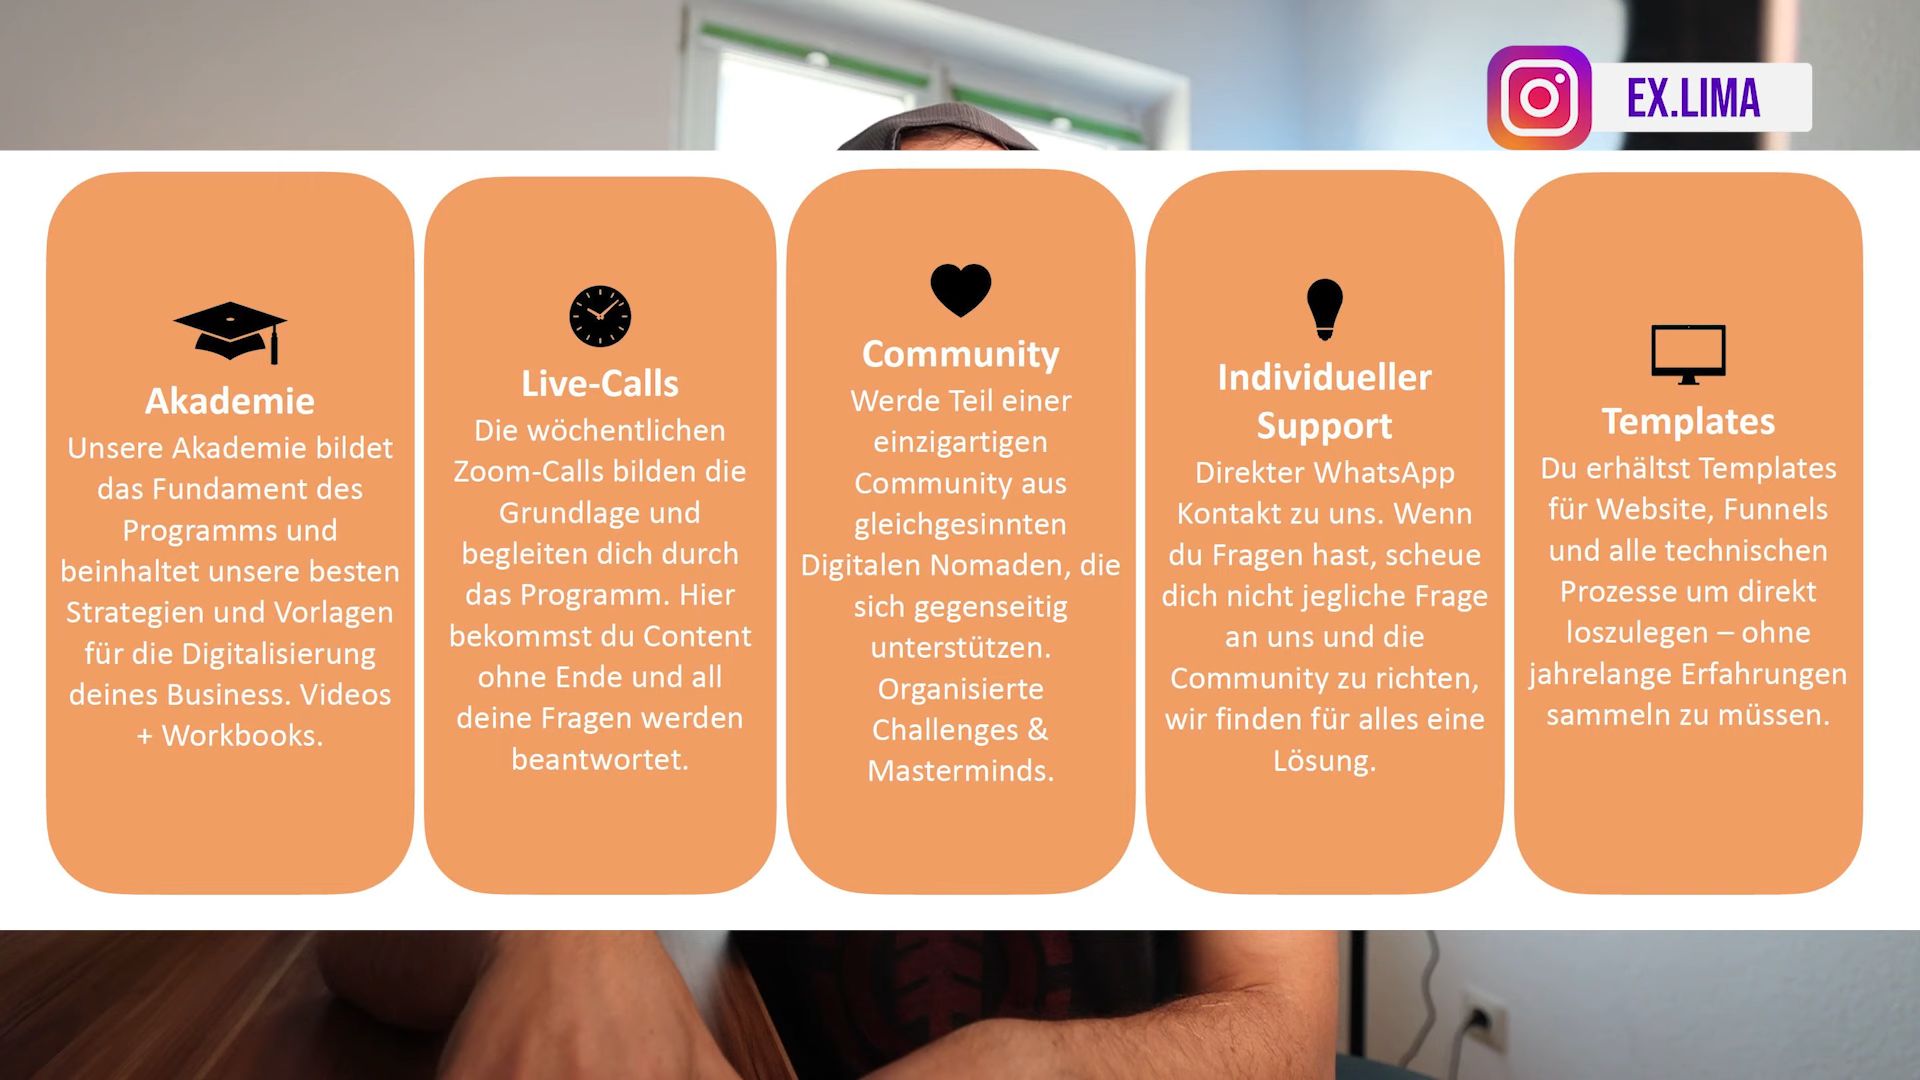 EX.LIMA
Akademie
Unsere Akademie bildet
das Fundament des
Programms und
beinhaltet unsere besten
Strategien und Vorlagen
für die Digitalisierung
deines Business. Videos
+ Workbooks.
Live-Calls
Die wöchentlichen
Zoom-Calls bilden die
Grundlage und
begleiten dich durch
das Programm. Hier
bekommst du Content
ohne Ende und all
deine Fragen werden
beantwortet.
Community
Werde Teil einer
einzigartigen
Community aus
gleichgesinnten
Digitalen Nomaden, die
sich gegenseitig
unterstützen.
Organisierte
Challenges &
Masterminds.
Individueller
Support
Direkter WhatsApp
Kontakt zu uns. Wenn
du Fragen hast, scheue
dich nicht jegliche Frage
an uns und die
Community zu richten,
wir finden für alles eine
Lösung.
Templates
Du erhältst Templates
für Website, Funnels
und alle technischen
Prozesse um direkt
loszulegen – ohne
jahrelange Erfahrungen
sammeln zu müssen.